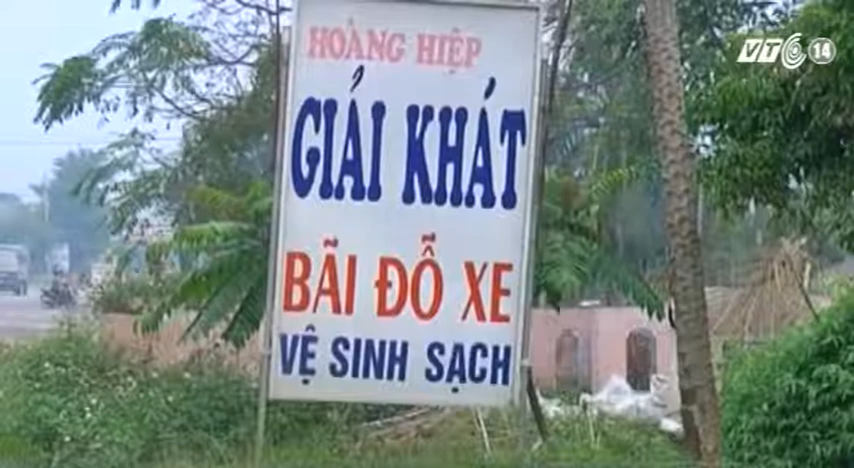 HOÀNG HIỆP
GIẢI KHÁT
BÃI ĐỖ XE
VỆ SINH SẠCH
VTC 14